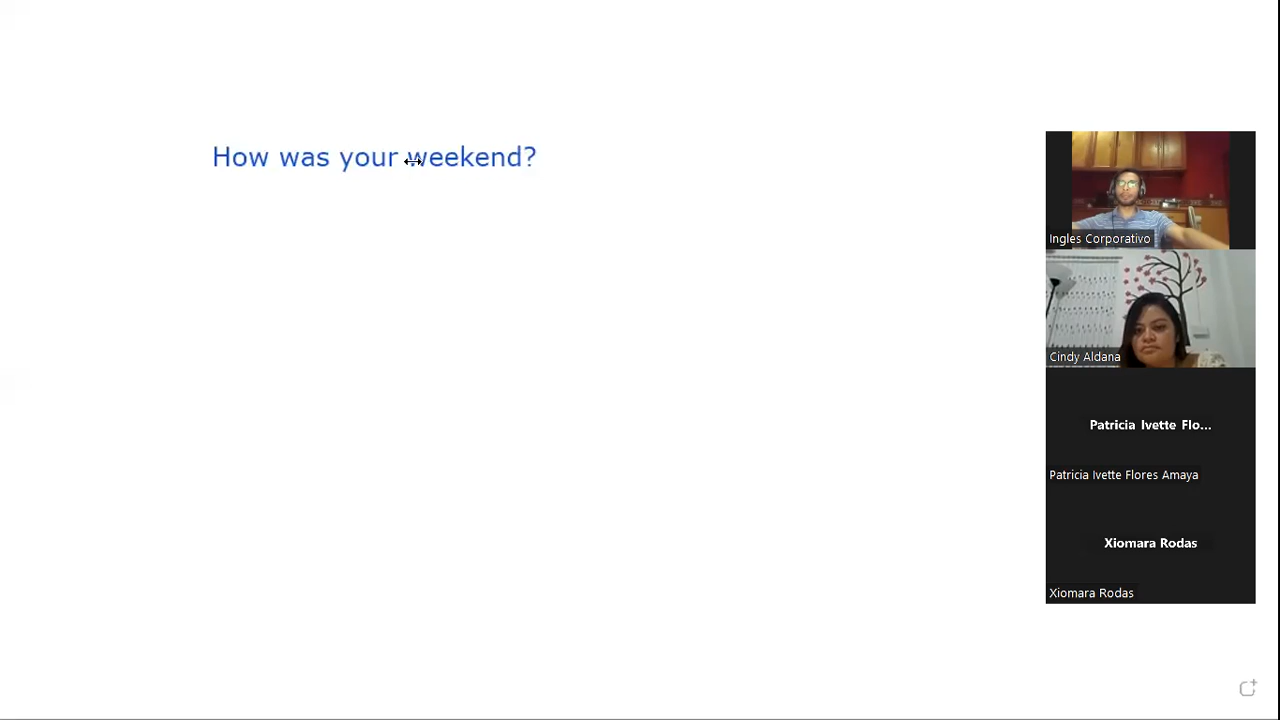 How was your weekend?
Ingles Corporativo
Cindy Aldana
Patricia Ivette Flo...
Patricia Ivette Flores Amaya
Xiomara Rodas
Xiomara Rodas